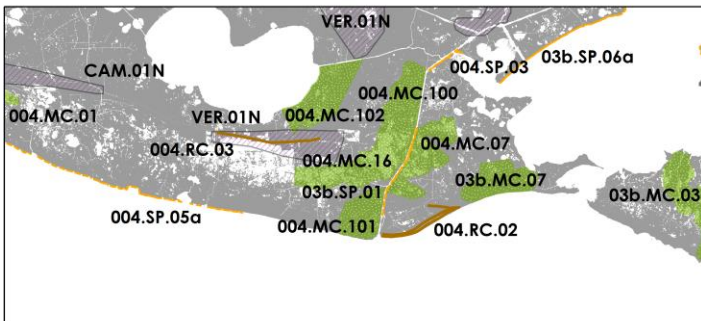 VER.01N
004.SP.03
03b.SP.06a
CAM.01N
004.MC.100
004.MC.01
VER.01N
004.MC.102
004.RC.03
004.MC.07
004.MC.16
03b.MC.07
03b.SP.01
03b.MC.03
004.SP.05a
004.MC.101
004.RC.02